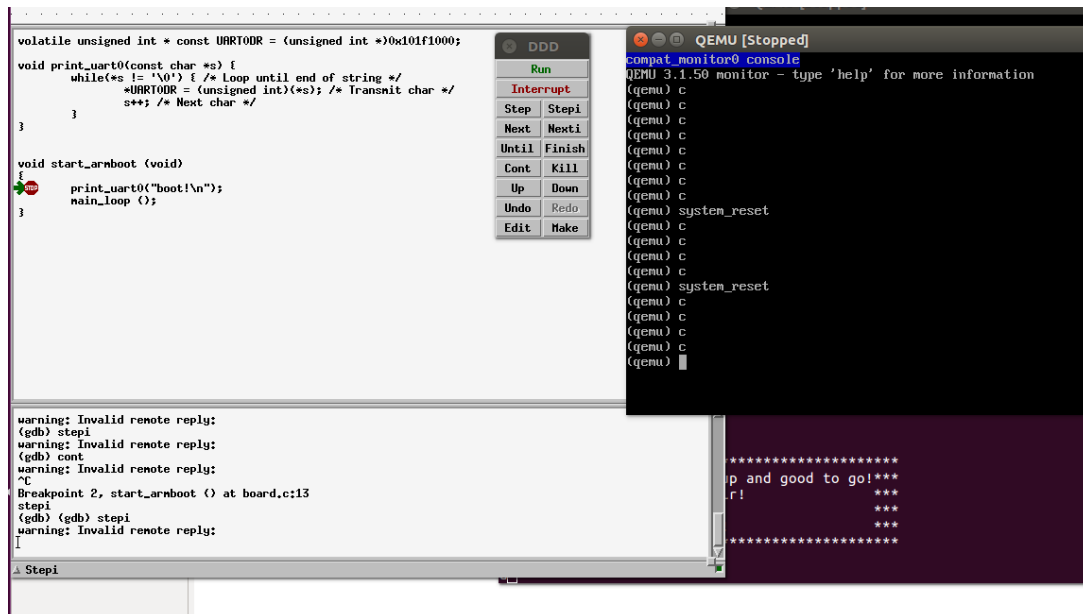 volatile unsigned int * const UART0DR = (unsigned int *)0x101f1000;
void print_uart0(const char *s) {
while(*s != '\0') { /* Loop until end of string */
*UART0DR = (unsigned int)(*s); /* Transmit char */
s++; /* Next char */
}
}
void start_armboot (void)
{
STOP
print_uart0("boot!\n");
main_loop ();
}
DDD
Run
Interrupt
Step Stepi
Next Nexti
Until Finish
Cont Kill
Up Down
Undo Redo
Edit Make
QEMU [Stopped]
compat_monitor0 console
QEMU 3.1.50 monitor - type 'help' for more information
(qemu) c
(qemu) c
(qemu) c
(qemu) c
(qemu) c
(qemu) c
(qemu) c
(qemu) c
(qemu) system_reset
(qemu) c
(qemu) c
(qemu) c
(qemu) c
(qemu) system_reset
(qemu) c
(qemu) c
(qemu) c
(qemu) c
(qemu)
warning: Invalid remote reply:
(gdb) stepi
warning: Invalid remote reply:
(gdb) cont
warning: Invalid remote reply:
^C
Breakpoint 2, start_armboot () at board.c:13
stepi
(gdb) (gdb) stepi
warning: Invalid remote reply:
Stepi
**********************
up and good to go!***
r! ***
***
***
**********************